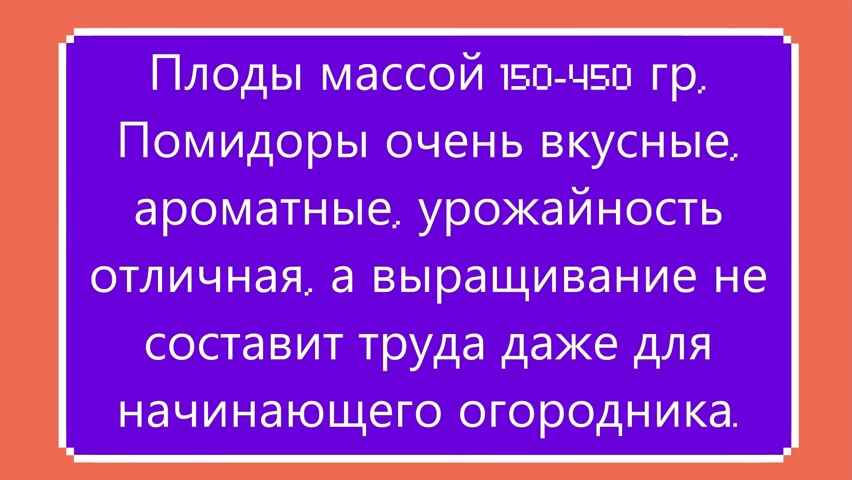 Плоды массой 150-450 гр,
Помидоры очень вкусные,
ароматные, урожайность
отличная, а выращивание не
составит труда даже для
начинающего огородника.